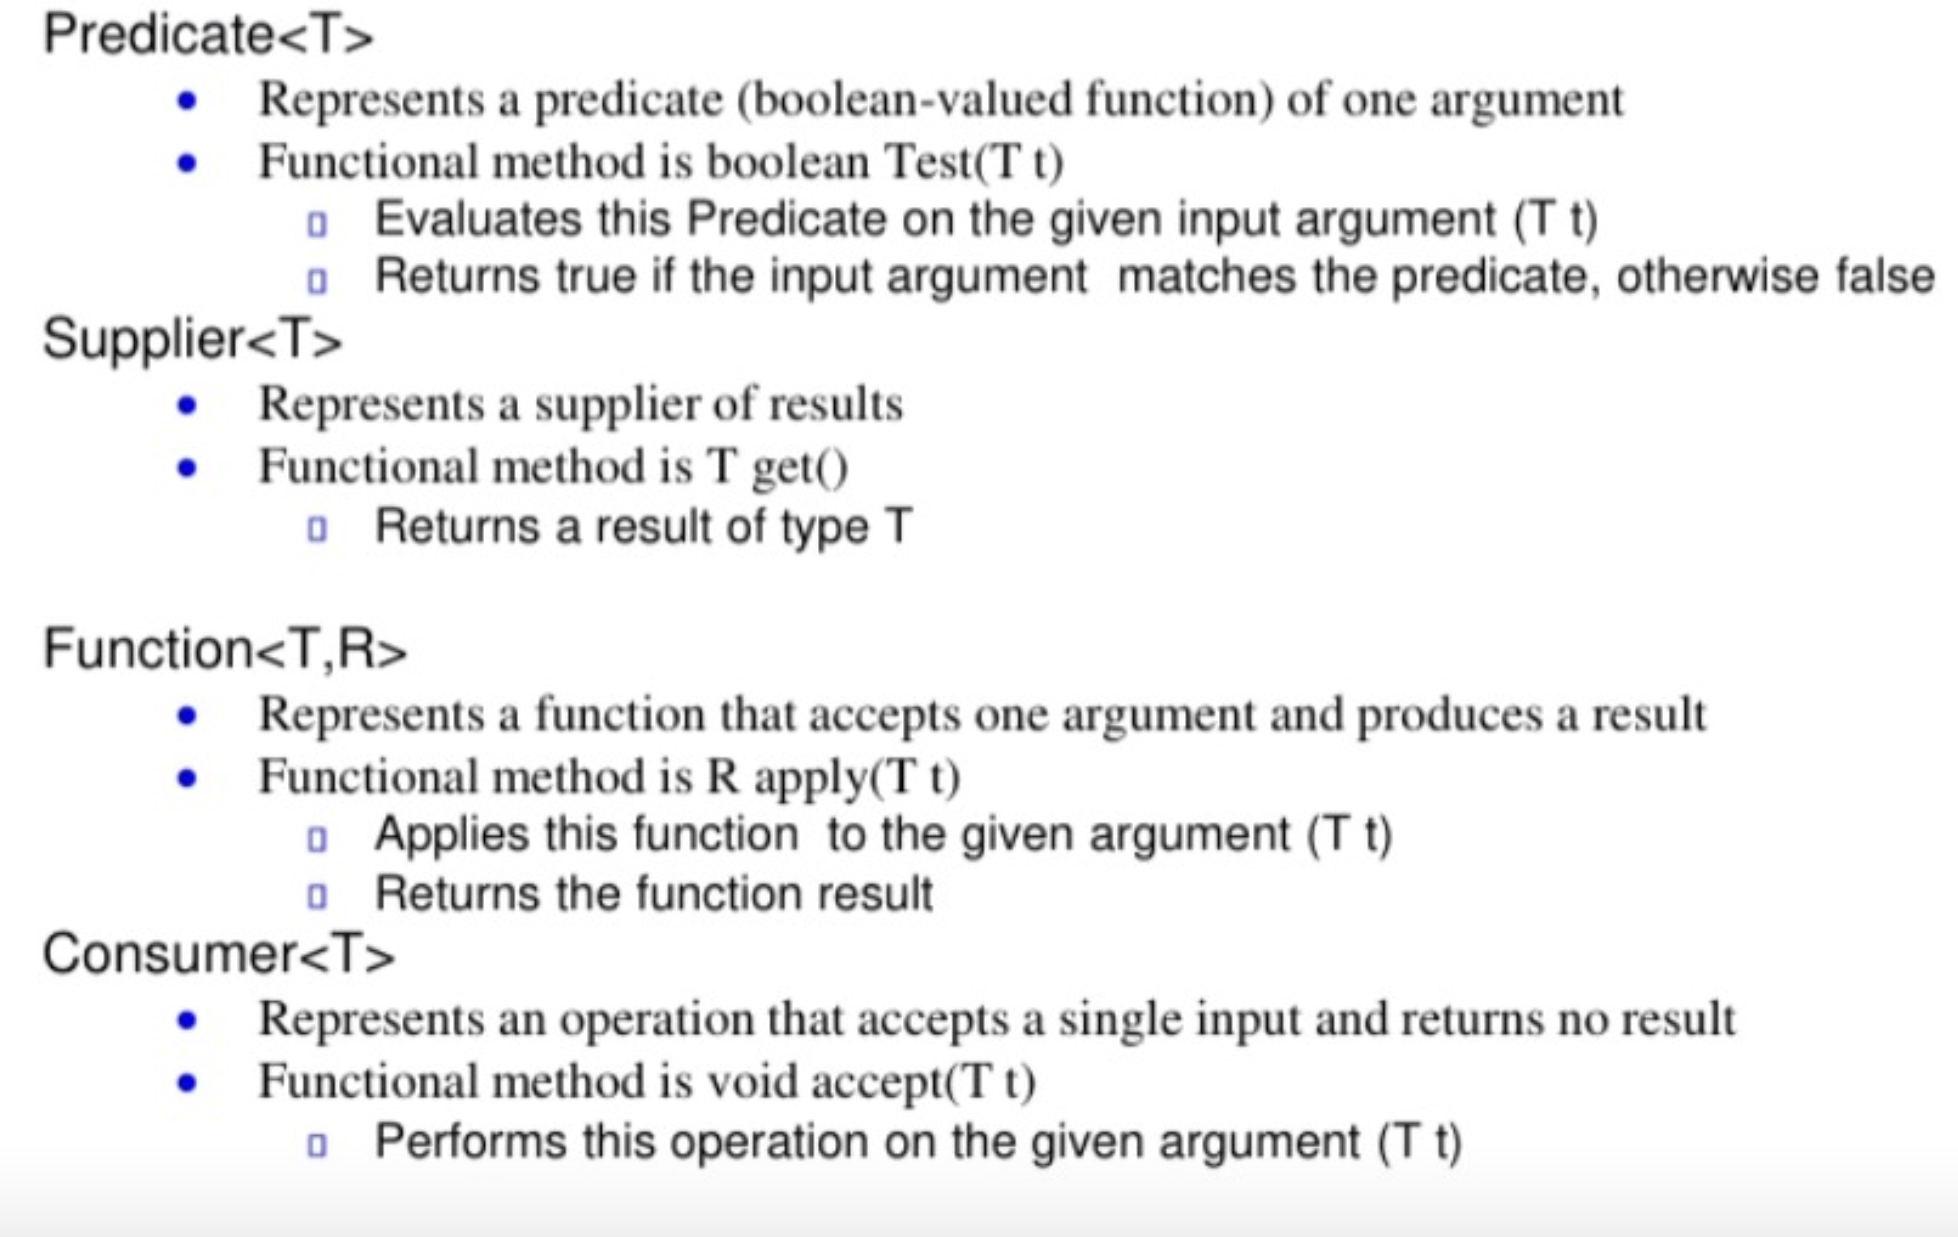 Predicate<T>
• Represents a predicate (boolean-valued function) of one argument
• Functional method is boolean Test(T t)
▯ Evaluates this Predicate on the given input argument (T t)
▯ Returns true if the input argument  matches the predicate, otherwise false
Supplier<T>
• Represents a supplier of results
• Functional method is T get()
▯ Returns a result of type T
Function<T,R>
• Represents a function that accepts one argument and produces a result
• Functional method is R apply(T t)
▯ Applies this function  to the given argument (T t)
▯ Returns the function result
Consumer<T>
• Represents an operation that accepts a single input and returns no result
• Functional method is void accept(T t)
▯ Performs this operation on the given argument (T t)